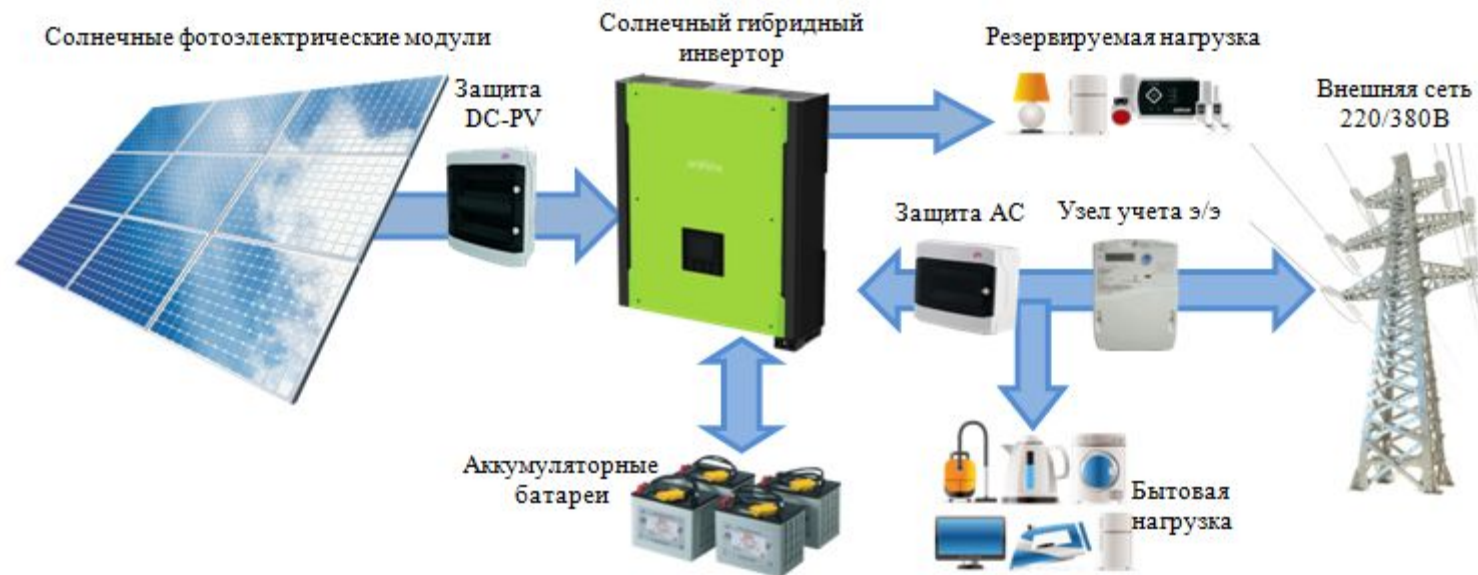 Солнечные фотоэлектрические модули
Защита
DC-PV
Солнечный гибридный
инвертор
Резервируемая нагрузка
Внешняя сеть
220/380В
Защита АС
Узел учета э/э
Аккумуляторные
батареи
Бытовая
нагрузка